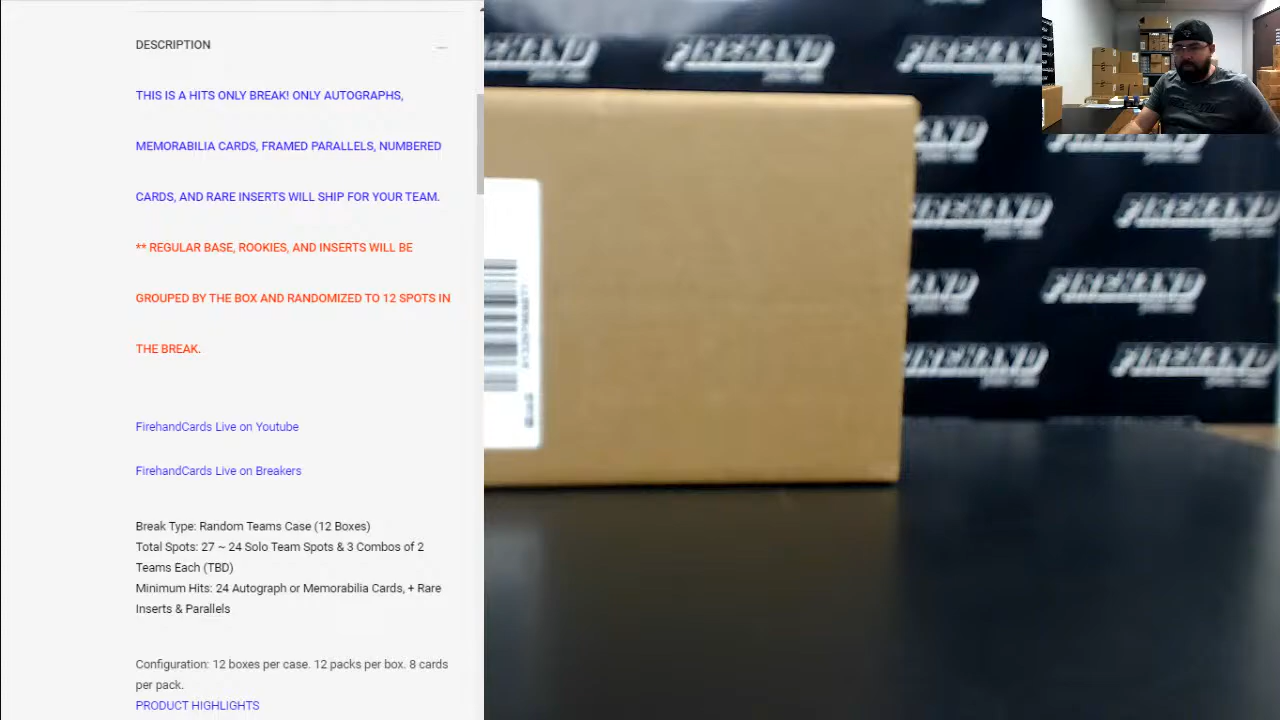 DESCRIPTION
THIS IS A HITS ONLY BREAK! ONLY AUTOGRAPHS,
MEMORABILIA CARDS, FRAMED PARALLELS, NUMBERED
CARDS, AND RARE INSERTS WILL SHIP FOR YOUR TEAM.
** REGULAR BASE, ROOKIES, AND INSERTS WILL BE
GROUPED BY THE BOX AND RANDOMIZED TO 12 SPOTS IN
THE BREAK.
FirehandCards Live on Youtube
FirehandCards Live on Breakers
Break Type: Random Teams Case (12 Boxes)
Total Spots: 27 ~ 24 Solo Team Spots & 3 Combos of 2
Teams Each (TBD)
Minimum Hits: 24 Autograph or Memorabilia Cards, + Rare
Inserts & Parallels
Configuration: 12 boxes per case. 12 packs per box. 8 cards
per pack.
PRODUCT HIGHLIGHTS
FIREHAND
FIREHAND
FIREHAND
FIREHAND
FIREHAND
FIREHAND
FIREHAND